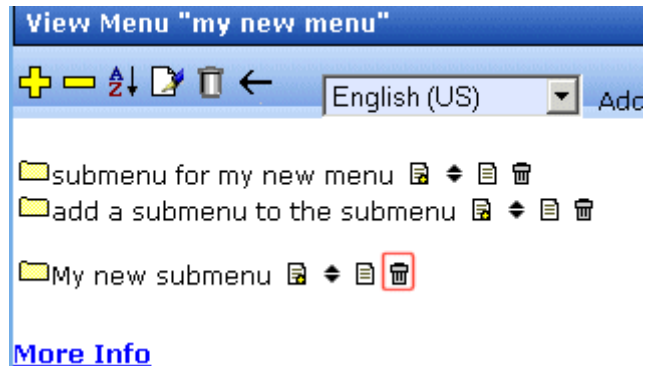 View Menu "my new menu"
English (US) Add
submenu for my new menu
add a submenu to the submenu
My new submenu
More Info